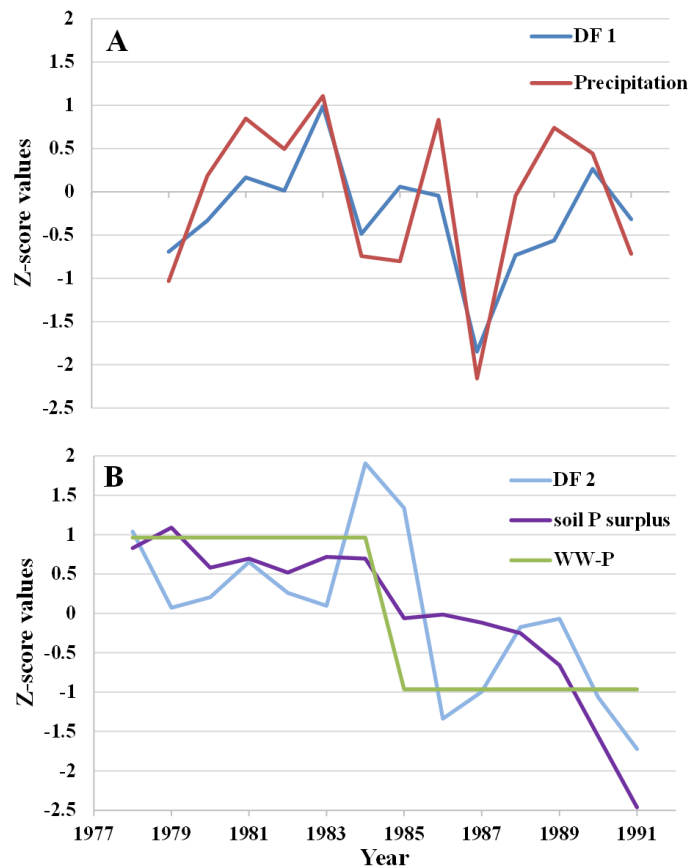 A
DF 1
Precipitation
Z-score values
2
1.5
1
0.5
0
-0.5
-1
-1.5
-2
-2.5
B
DF 2
soil P surplus
WW-P
Z-score values
2
1.5
1
0.5
0
-0.5
-1
-1.5
-2
-2.5
1977 1979 1981 1983 1985 1987 1989 1991
Year